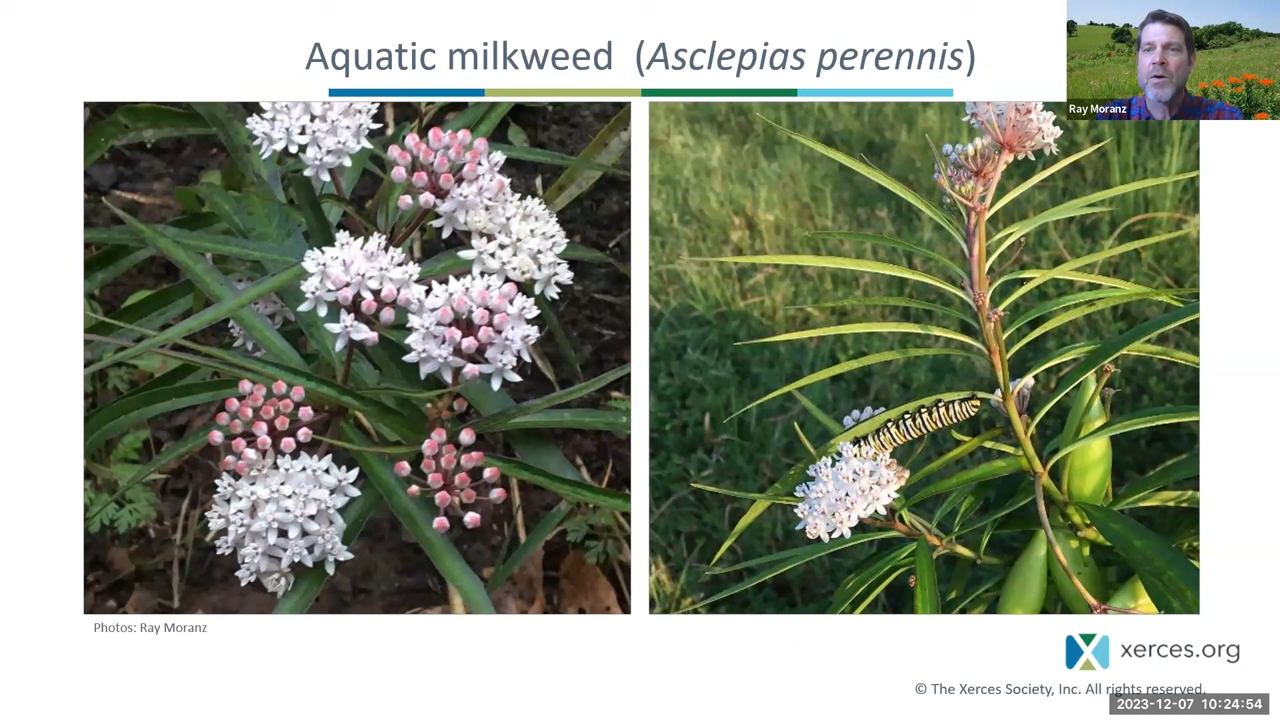 Aquatic milkweed (Asclepias perennis)
Ray Moranz
Photos: Ray Moranz
xerces.org
© The Xerces Society, Inc. All rights reserved.
2023-12-07 10:24:54